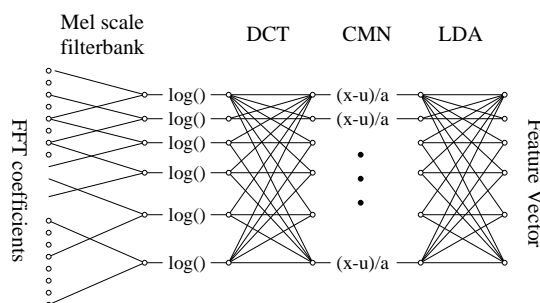 Mel scale
filterbank
DCT
CMN
LDA
FFT coefficients
log()
(x-u)/a
log()
(x-u)/a
log()
log()
log()
log()
(x-u)/a
Feature Vector